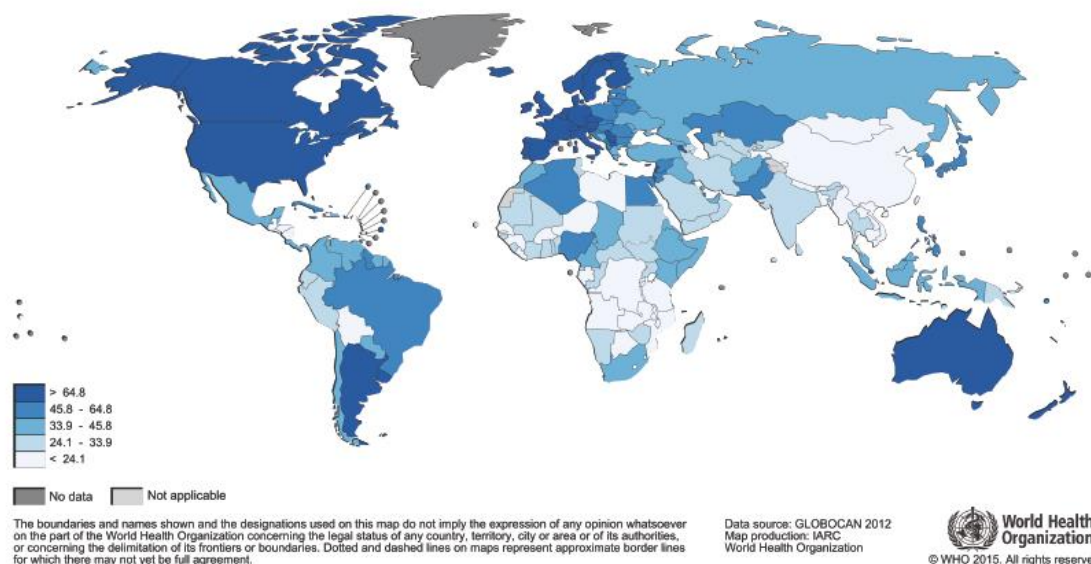 > 64.8
45.8 - 64.8
33.9 - 45.8
24.1 - 33.9
< 24.1
No data
Not applicable
The boundaries and names shown and the designations used on this map do not imply the expression of any opinion whatsoever
on the part of the World Health Organization concerning the legal status of any country, territory, city or area or of its authorities,
or concerning the delimitation of its frontiers or boundaries. Dotted and dashed lines on maps represent approximate border lines
for which there may not yet be full agreement.
Data source: GLOBOCAN 2012
Map production: IARC
World Health Organization
World Health
Organization
© WHO 2015. All rights reserve